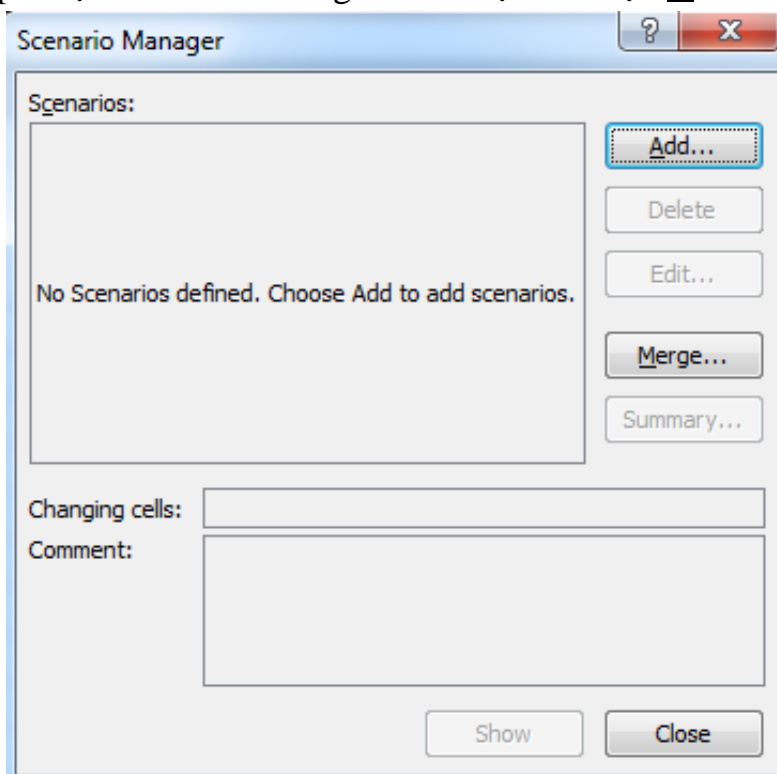 Scenario Manager
?
X
Scenarios:
Add...
Delete
No Scenarios defined. Choose Add to add scenarios.
Edit...
Merge...
Summary...
Changing cells:
Comment:
Show
Close